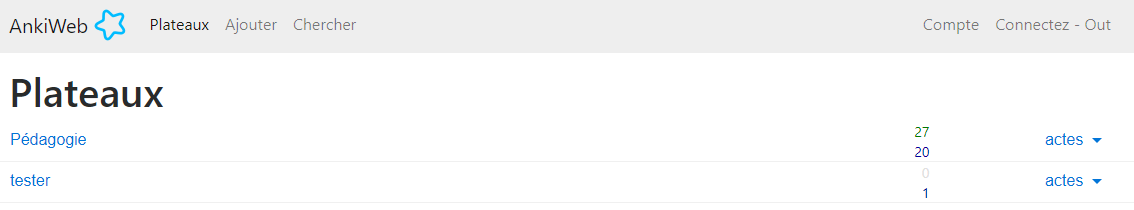 AnkiWeb Plateaux Ajouter Chercher Compte Connectez - Out
Plateaux
Pédagogie 27 actes
20
tester 0 actes
1